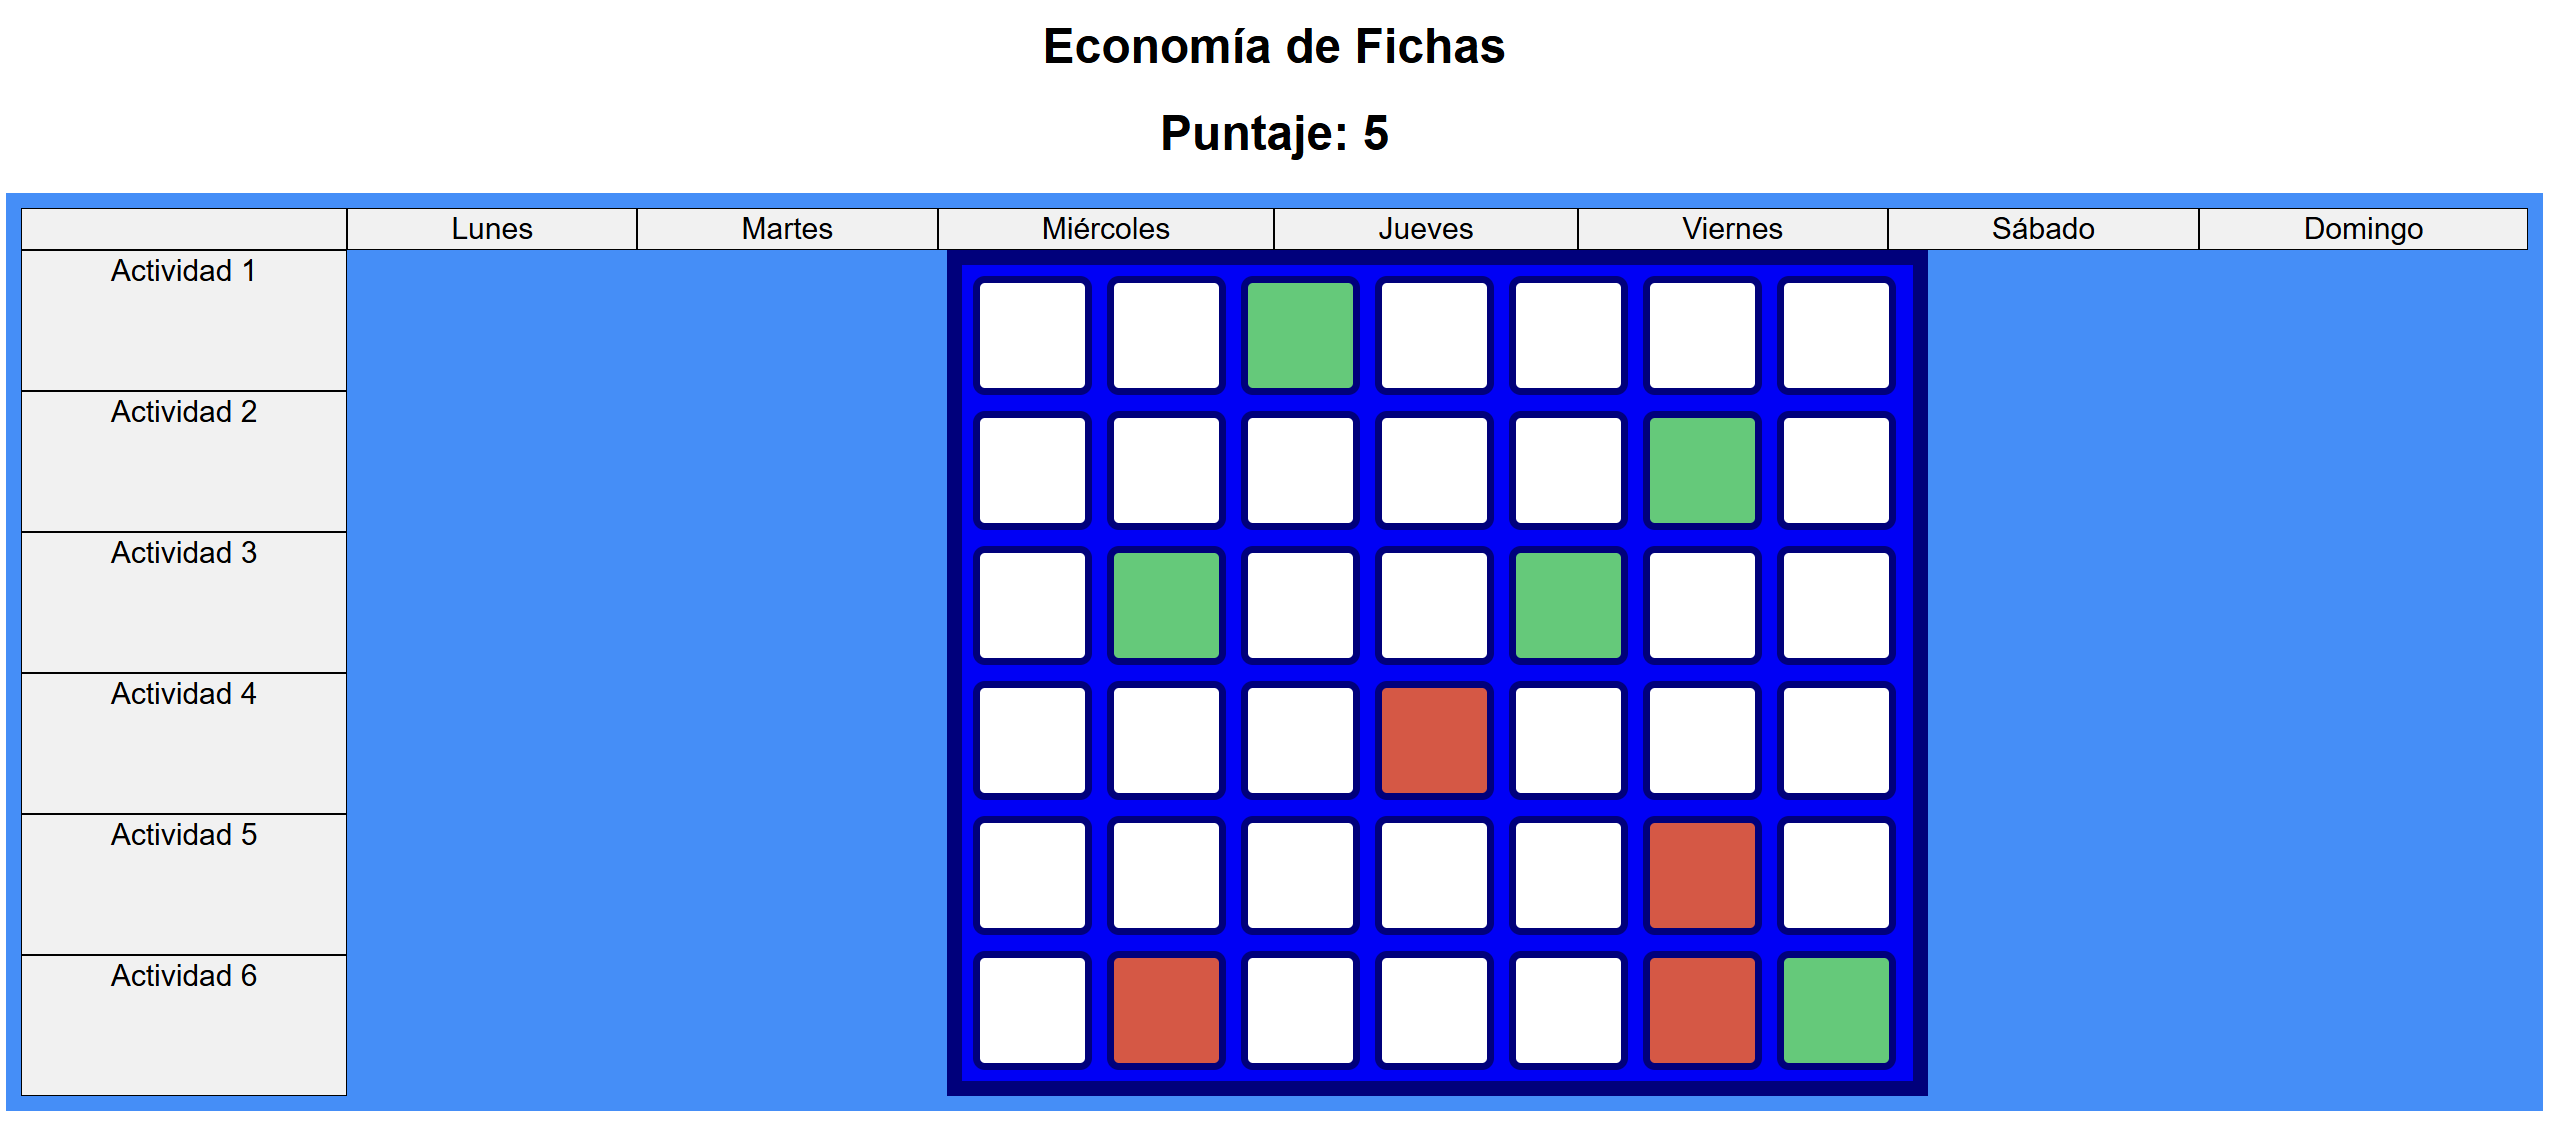 Economía de Fichas
Puntaje: 5
Lunes Martes Miércoles Jueves Viernes Sábado Domingo
Actividad 1
Actividad 2
Actividad 3
Actividad 4
Actividad 5
Actividad 6